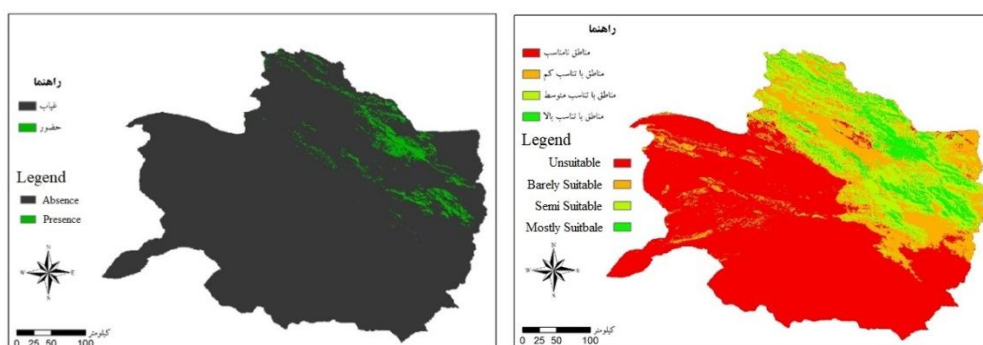 راهنما
غیاب
حضور
Legend
Absence
Presence
N
W E
S
کیلومتر
0 25 50 100
راهنما
مناطق نامناسب
مناطق با تناسب کم
مناطق با تناسب متوسط
مناطق با تناسب بالا
Legend
Unsuitable
Barely Suitable
Semi Suitable
Mostly Suitbale
N
کیلومتر
0 25 50 100